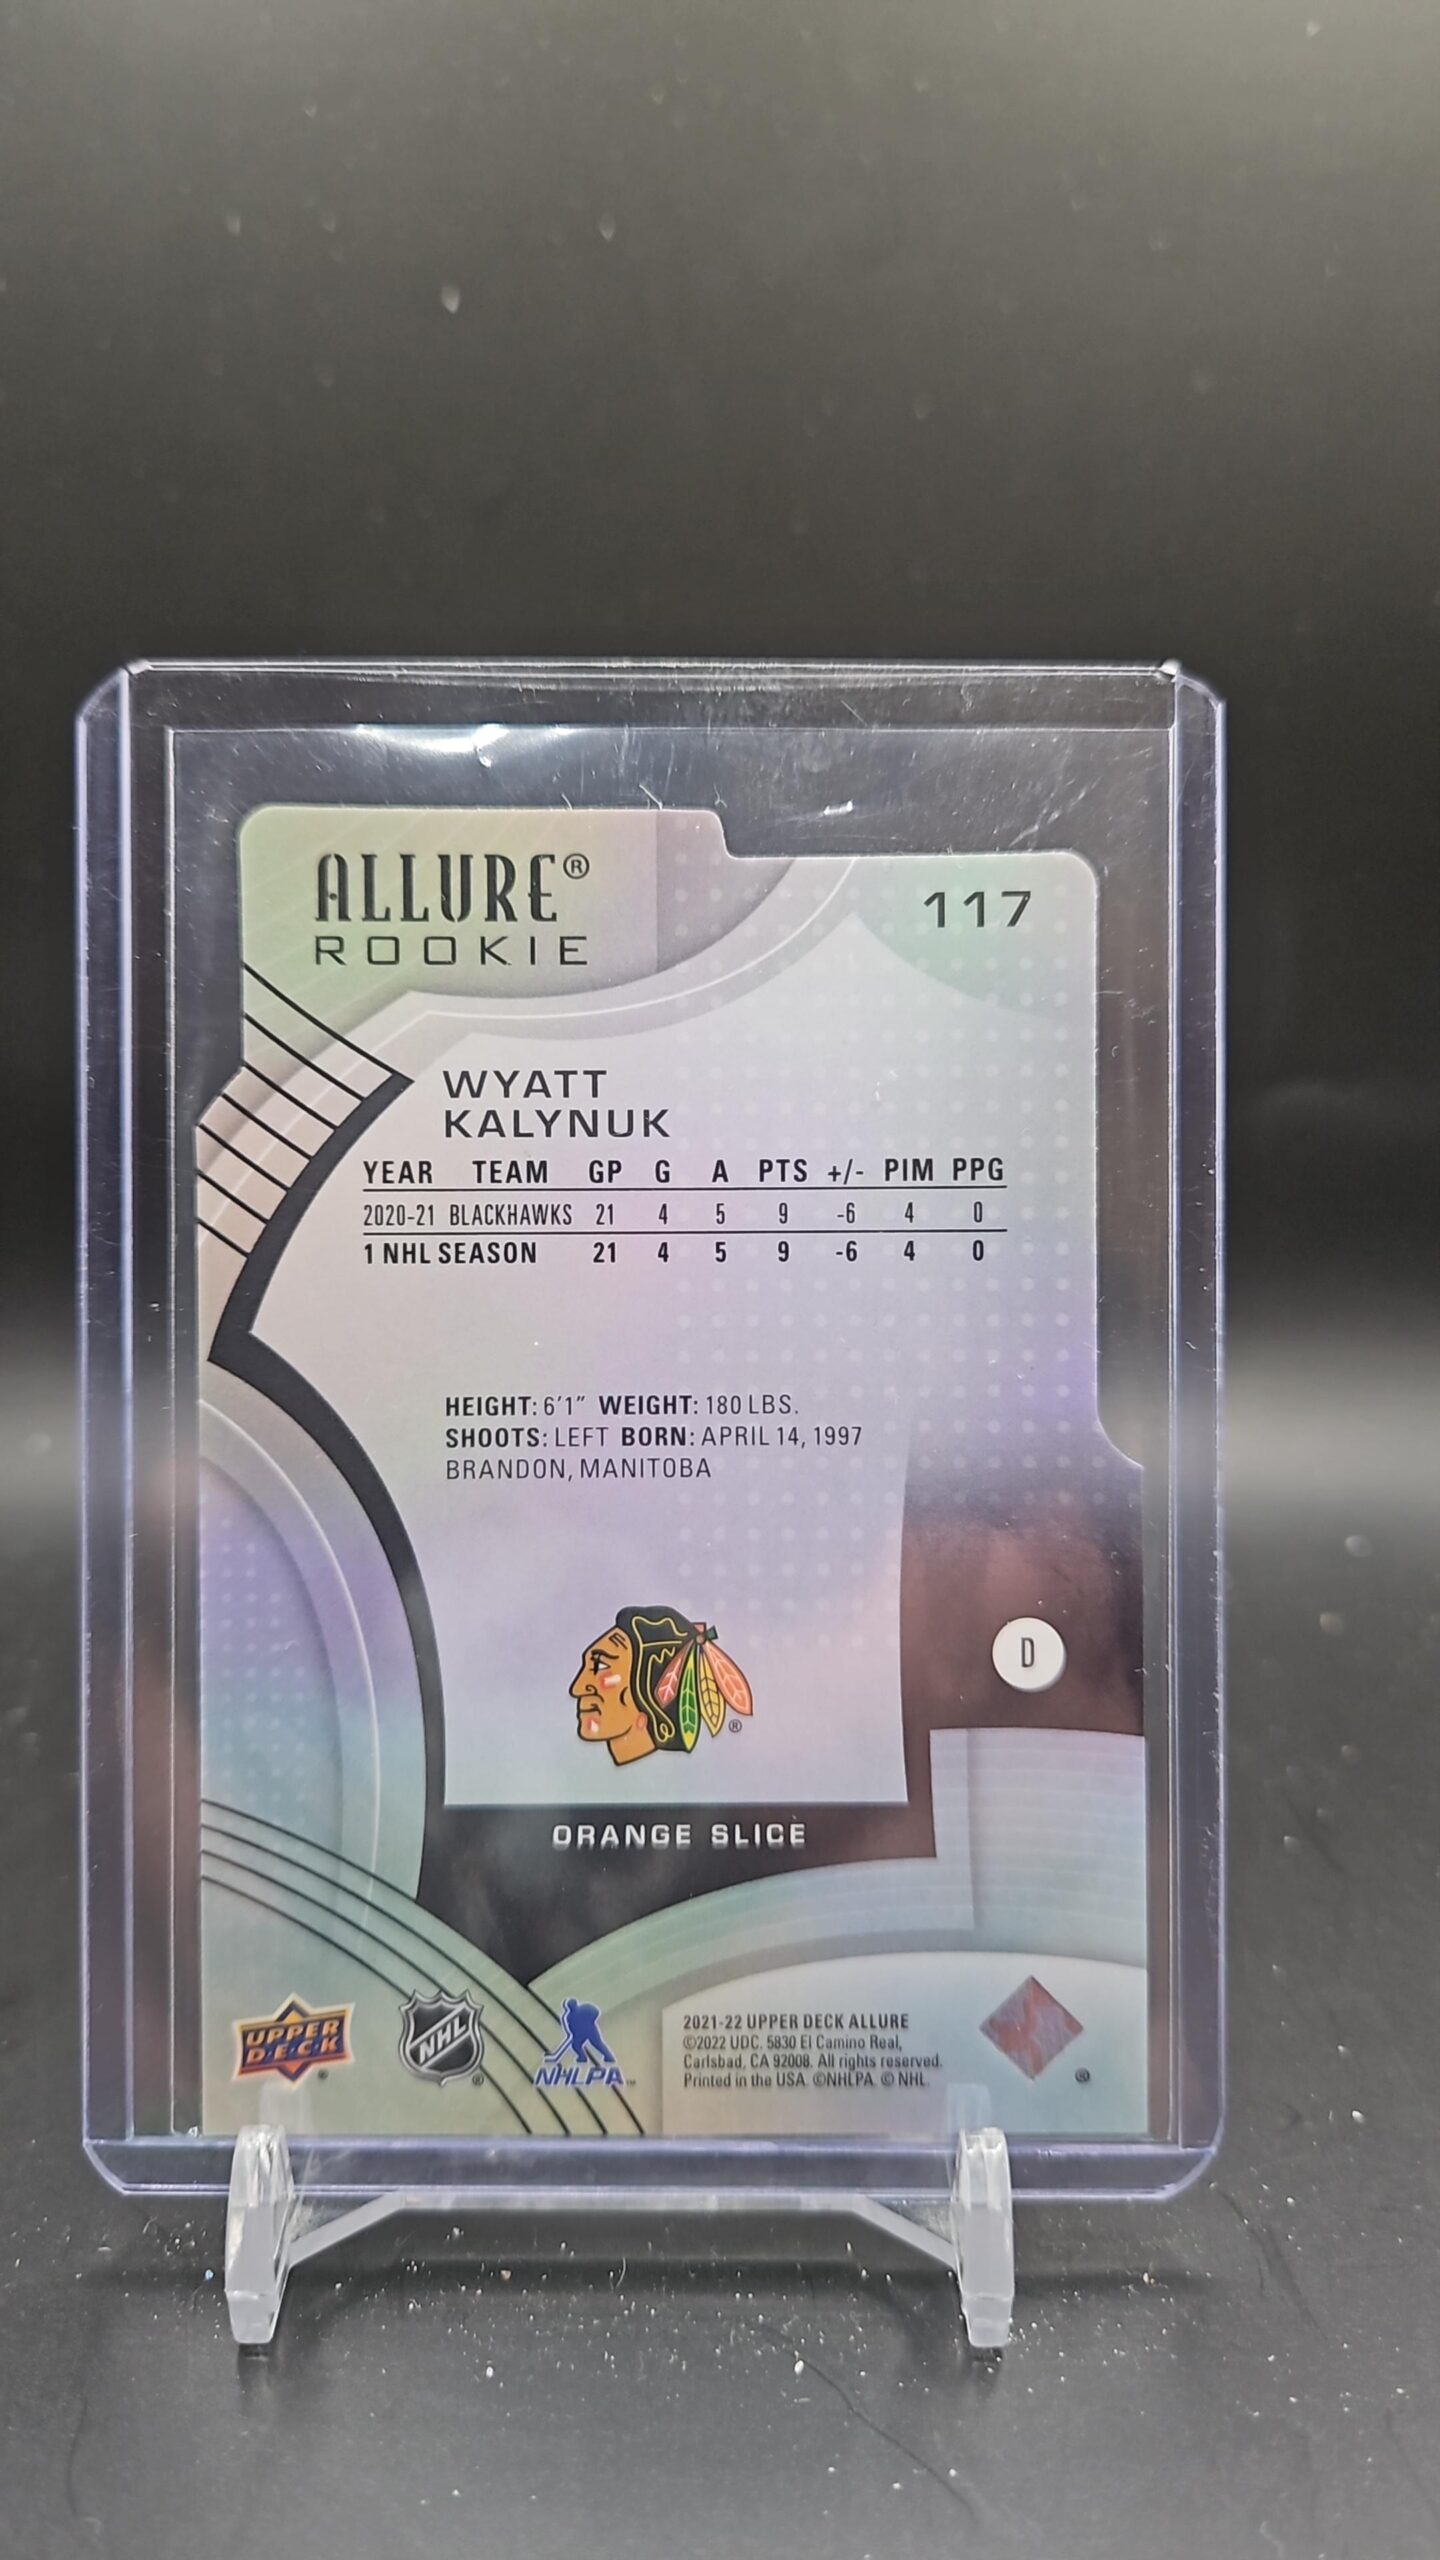 ALLURE®
ROOKIE
117
WYATT
KALYNUK
YEAR TEAM GP G A PTS +/- PIM PPG
2020-21 BLACKHAWKS 21 4 5 9 -6 4 0
1 NHL SEASON 21 4 5 9 -6 4 0
HEIGHT: 6'1" WEIGHT: 180 LBS.
SHOOTS: LEFT BORN: APRIL 14, 1997
BRANDON, MANITOBA
®
D
ORANGE SLICE
UPPER
D·E·C·K
®
NHL
®
NHLPA™
2021-22 UPPER DECK ALLURE
©2022 UDC. 5830 El Camino Real,
Carlsbad, CA 92008. All rights reserved.
Printed in the USA. ©NHLPA. © NHL.
®